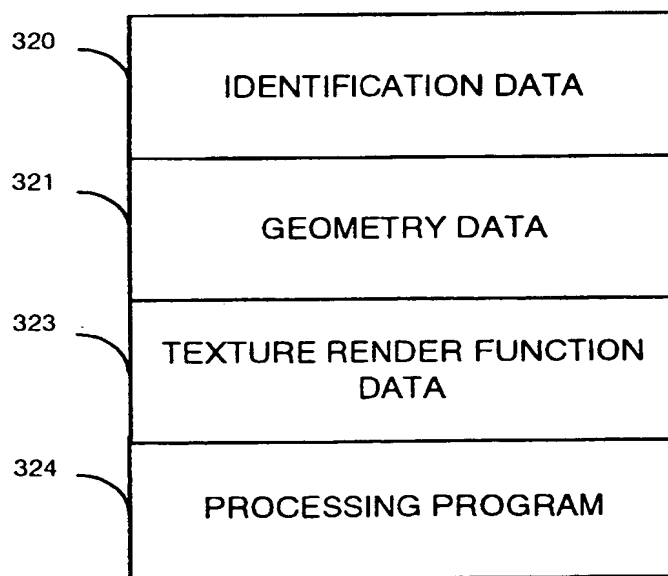 320
IDENTIFICATION DATA
321
GEOMETRY DATA
323
TEXTURE RENDER FUNCTION
DATA
324
PROCESSING PROGRAM